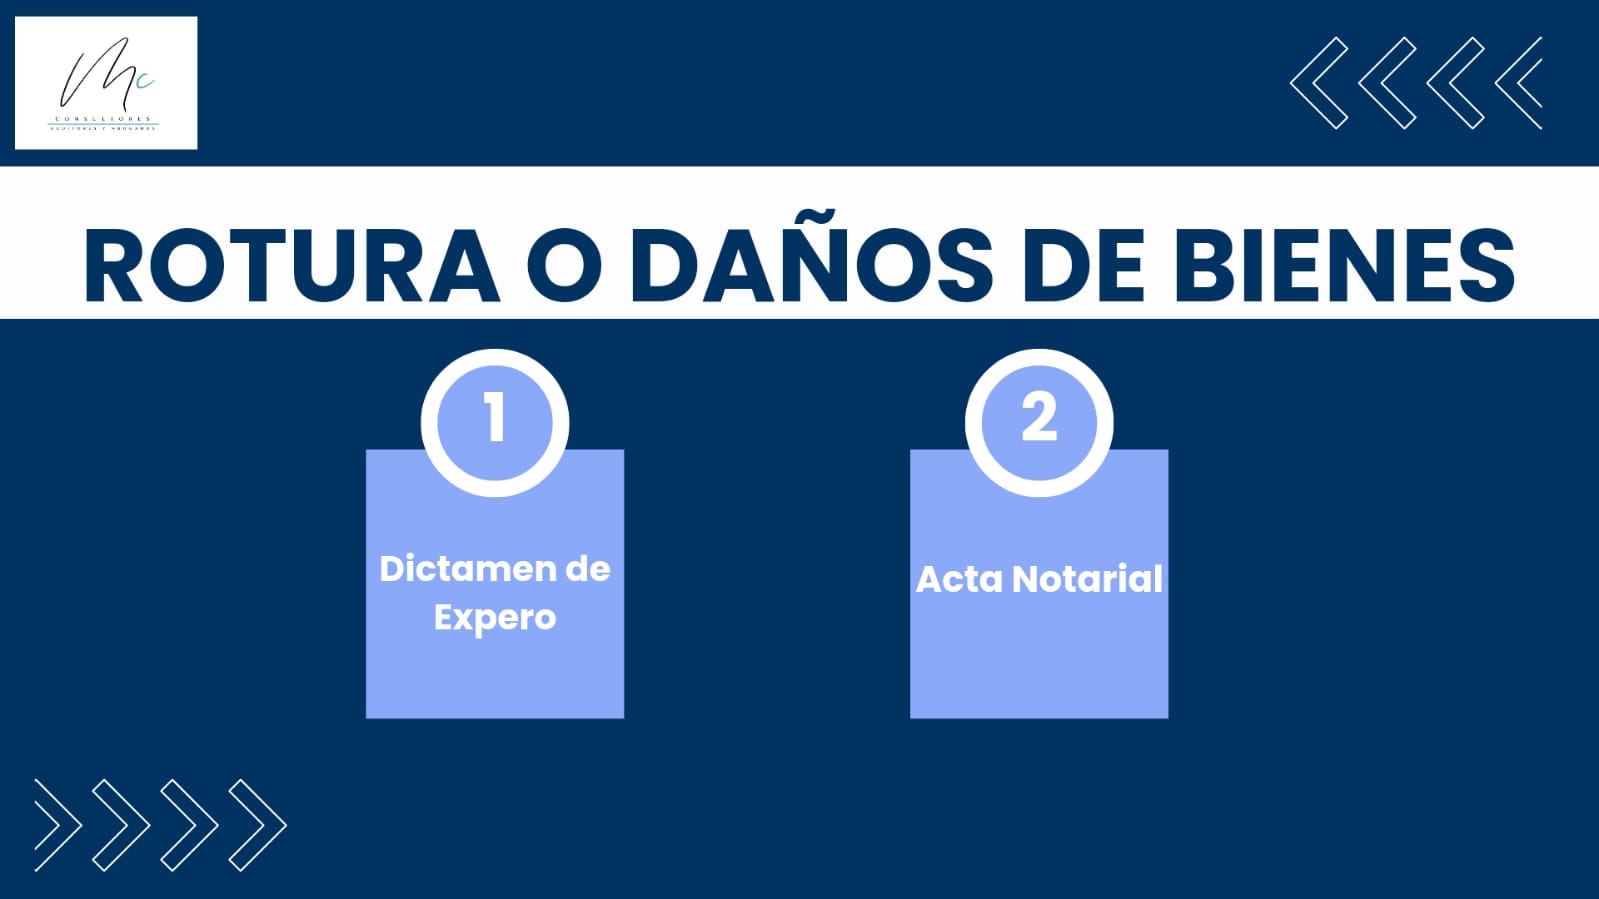 Mc
CONSULTORES
AUDITORES Y ABOGADOS
ROTURA O DAÑOS DE BIENES
1
Dictamen de
Expero
2
Acta Notarial